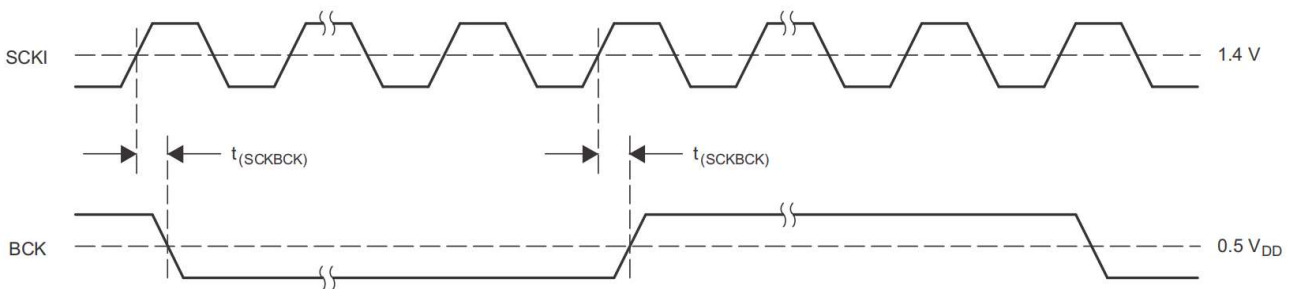 SCKI
1.4 V
t(SCKBCK)
t(SCKBCK)
BCK
0.5 VDD